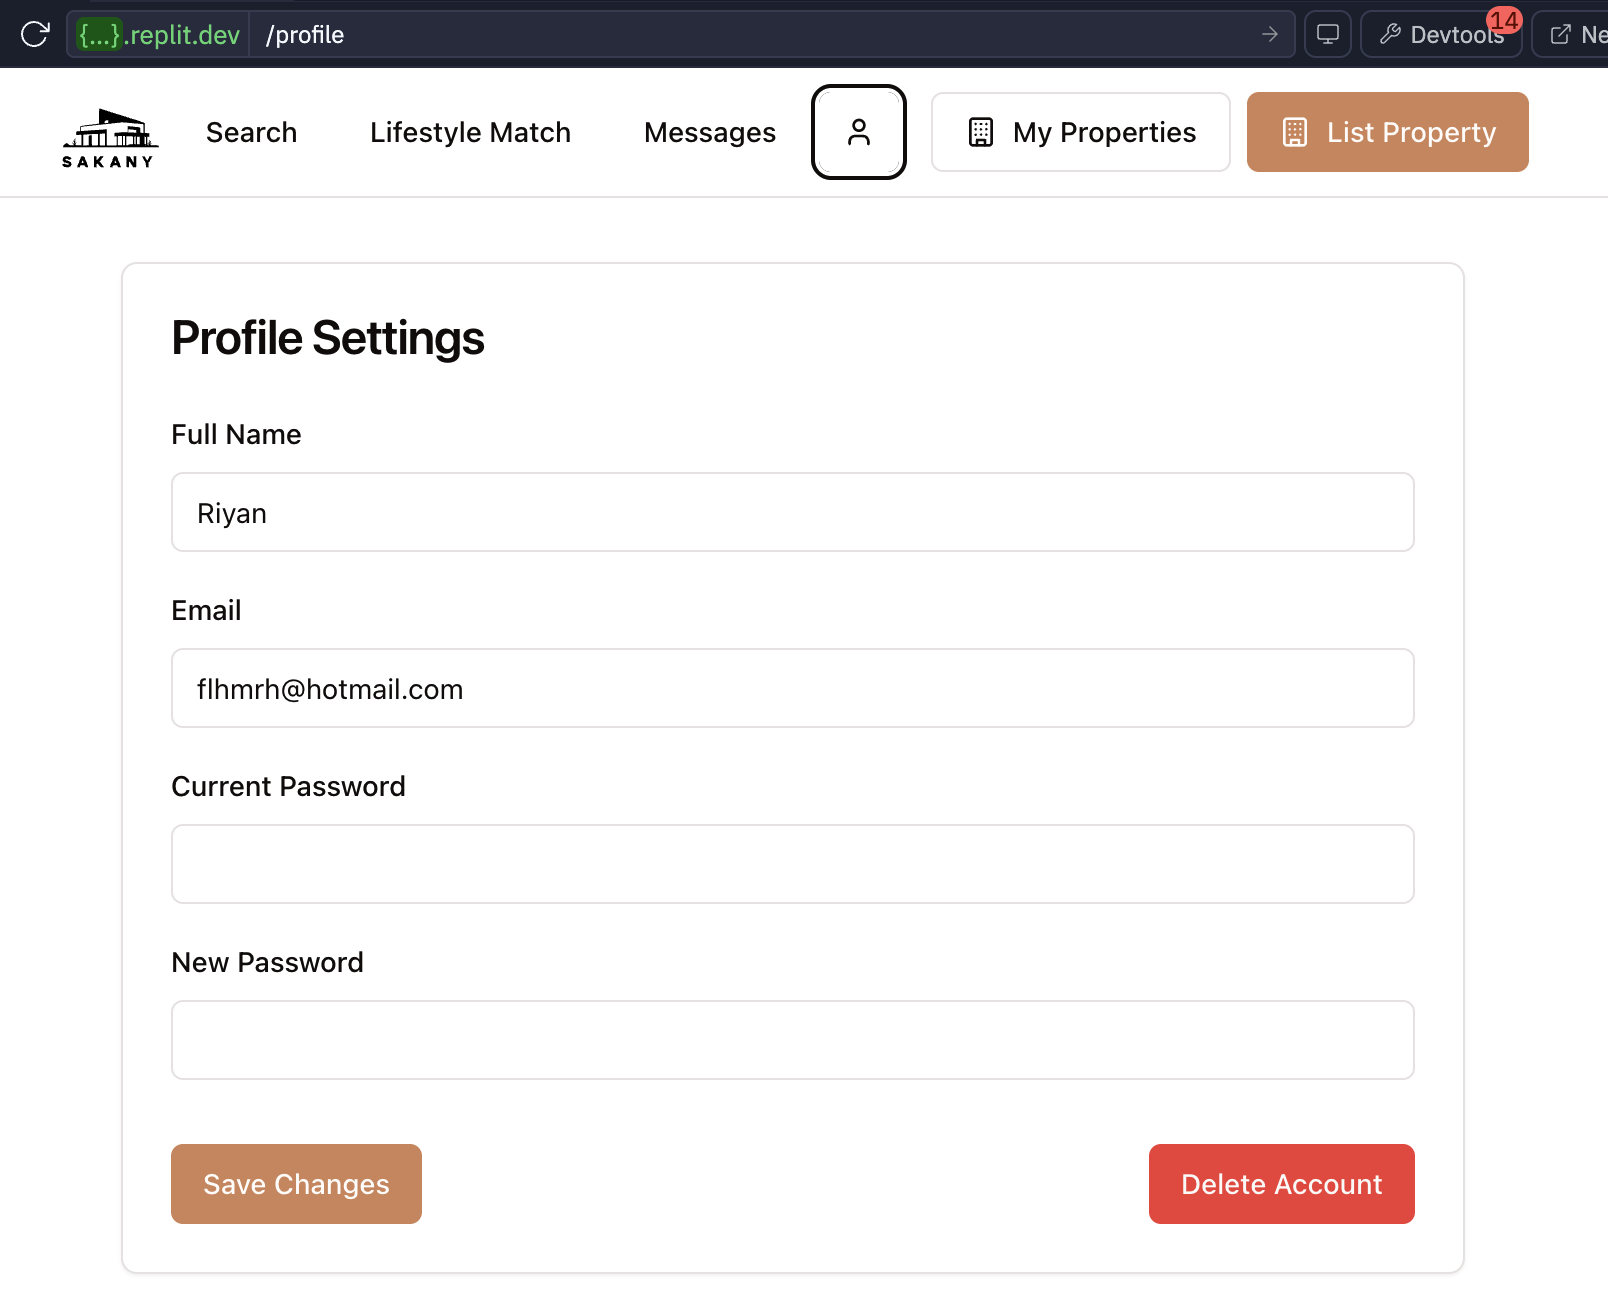 {...}.replit.dev /profile Devtools 14 Ne
SAKANY Search Lifestyle Match Messages My Properties List Property
Profile Settings
Full Name
Riyan
Email
flhmrh@hotmail.com
Current Password
New Password
Save Changes Delete Account